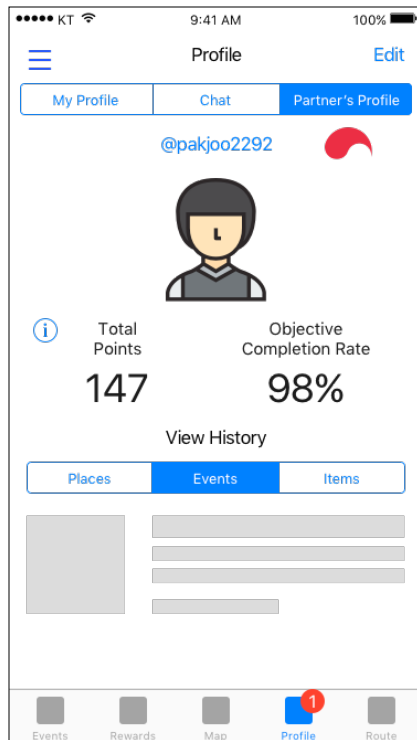 KT 9:41 AM 100%
Profile Edit
My Profile Chat Partner's Profile
@pakjoo2292
i
Total Points
Objective Completion Rate
147 98%
View History
Places Events Items
1
Events Rewards Map Profile Route